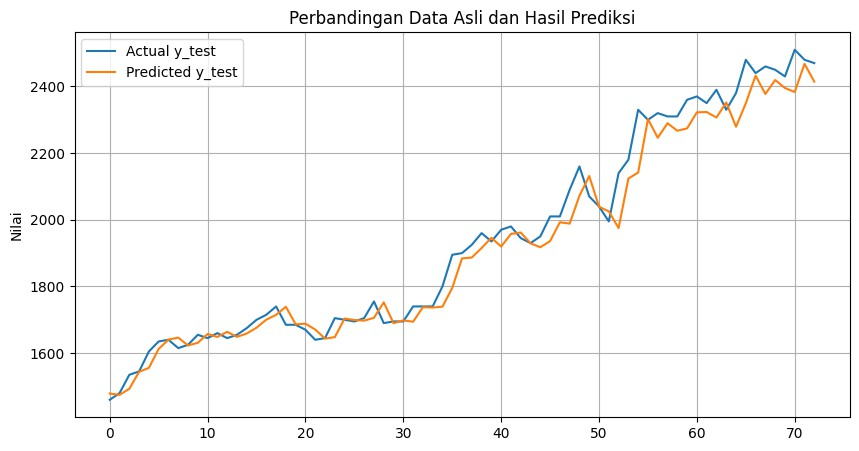 Perbandingan Data Asli dan Hasil Prediksi
Actual y_test
Predicted y_test
Nilai
2400
2200
2000
1800
1600
0 10 20 30 40 50 60 70